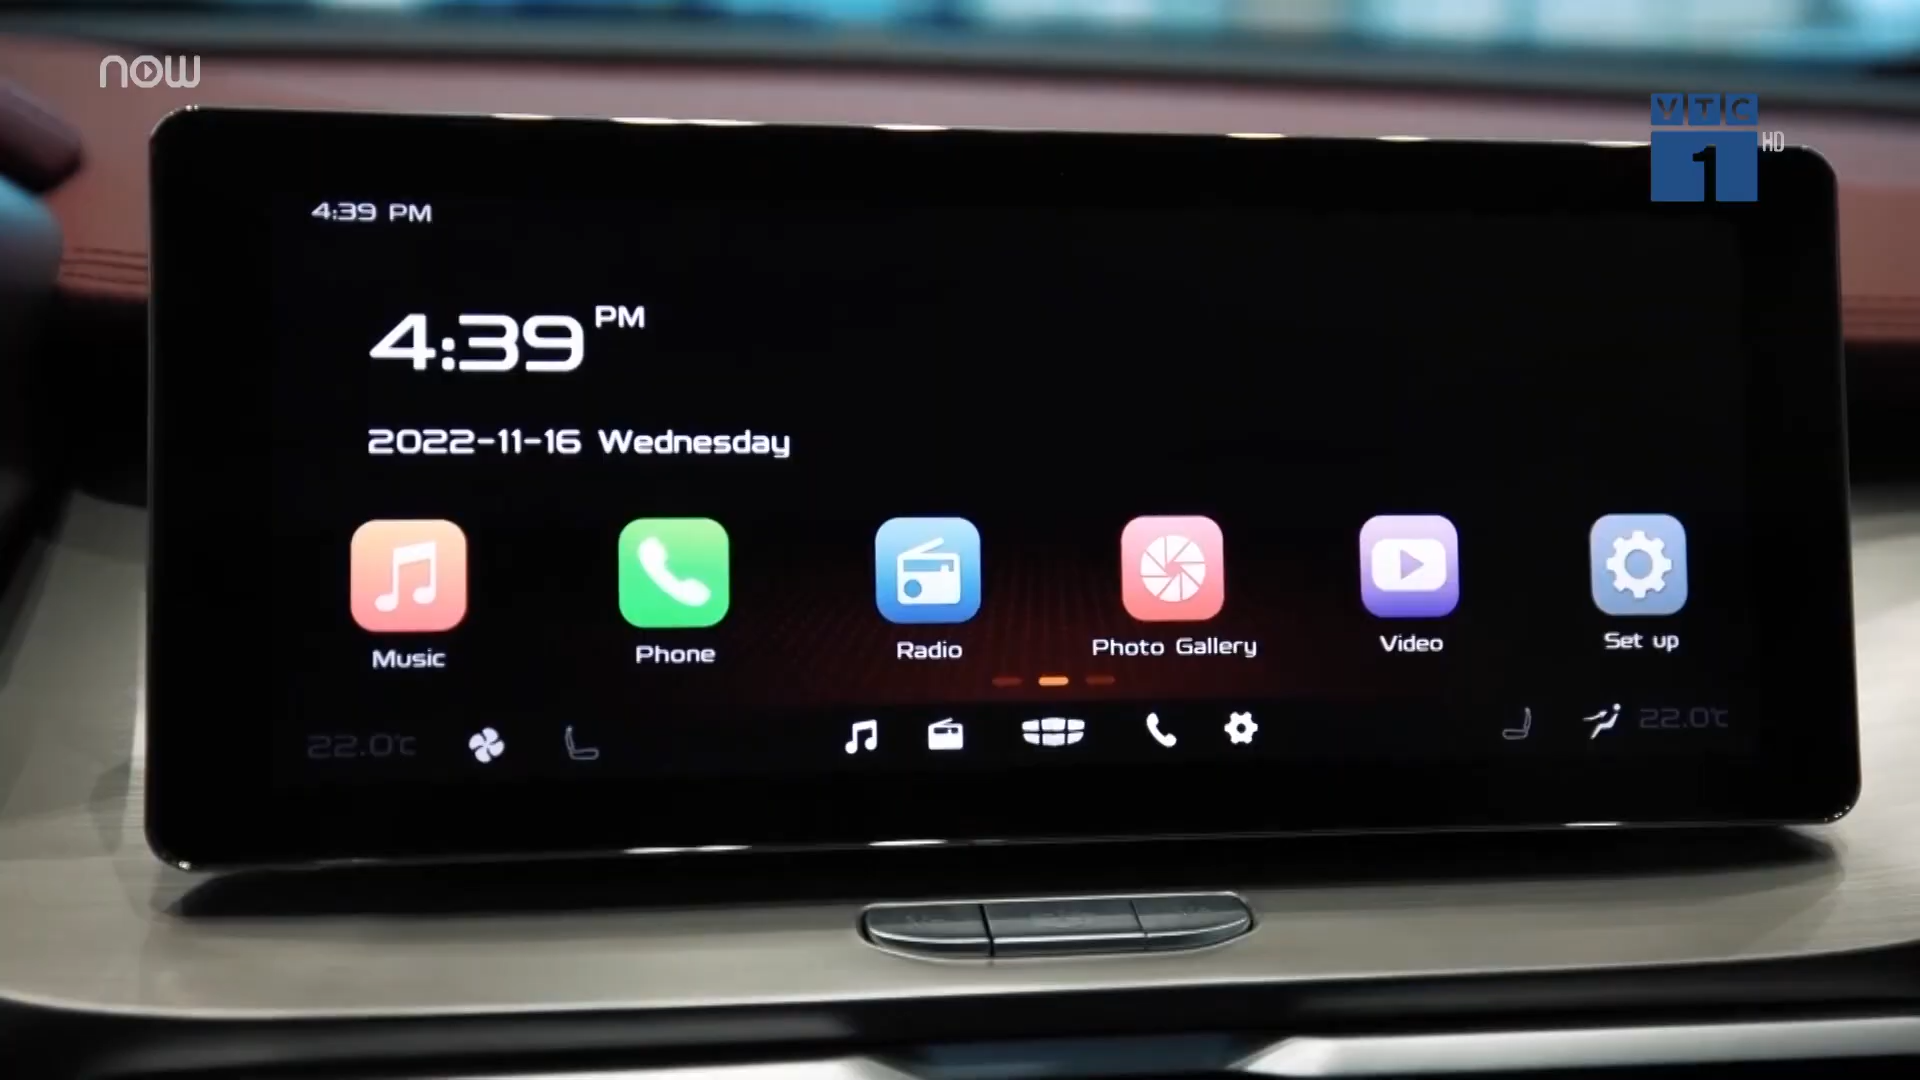 now
VTC
1 HD
4:39 PM
4:39 PM
2022-11-16 Wednesday
Music
Phone
Radio
Photo Gallery
Video
Set up
22.0°c
22.0°c